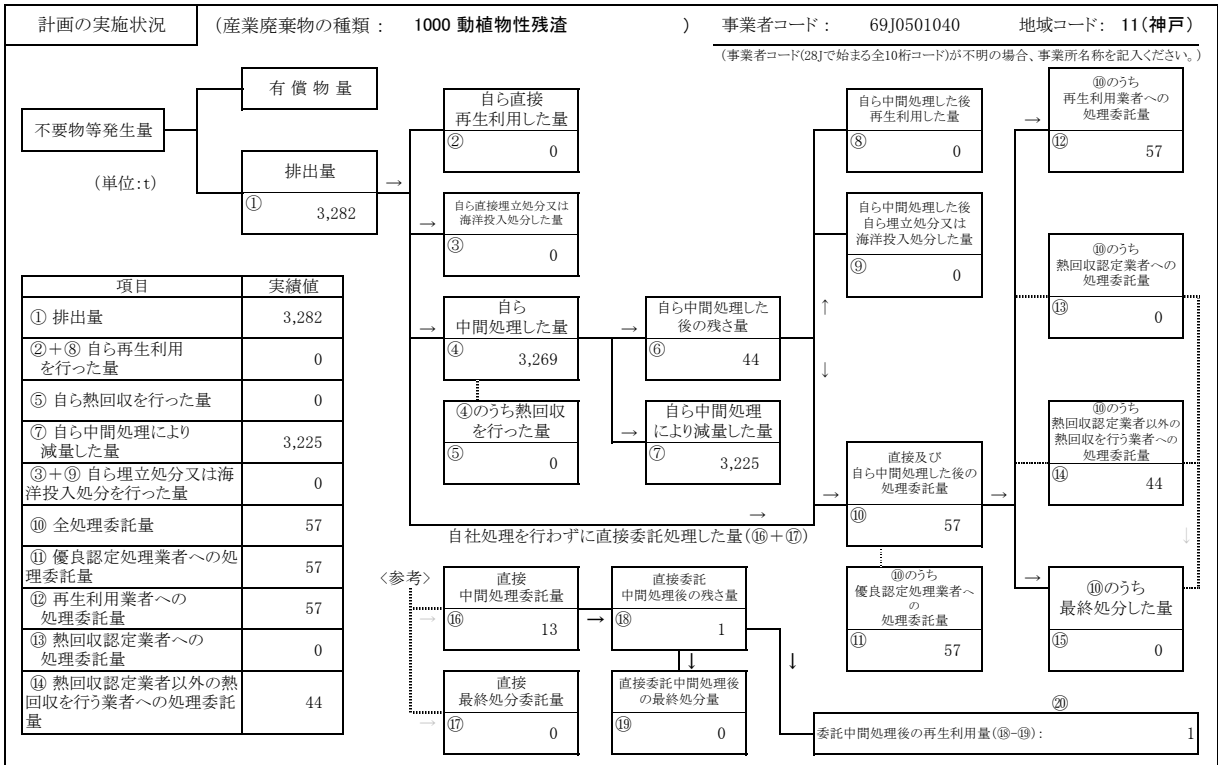 計画の実施状況 (産業廃棄物の種類： 1000 動植物性残渣 ) 事業者コード： 69J0501040 地域コード： 11(神戸)
(事業者コード(28Jで始まる全10桁コード)が不明の場合、事業所名称を記入ください。)
不要物等発生量
(単位:t)
有償物量
排出量
① 3,282
→
自ら直接
再生利用した量
② 0
→
自ら直接埋立処分又は
海洋投入処分した量
③ 0
→
自ら
中間処理した量
④ 3,269
④のうち熱回収
を行った量
⑤ 0
→
自ら中間処理した
後の残さ量
⑥ 44
→
自ら中間処理
により減量した量
⑦ 3,225
自ら中間処理した後
再生利用した量
⑧ 0
自ら中間処理した後
自ら埋立処分又は
海洋投入処分した量
⑨ 0
↑
↓
→
直接及び
自ら中間処理した後の
処理委託量
⑩ 57
→
⑩のうち
優良認定処理業者へ
の
処理委託量
⑪ 57
→
⑩のうち
再生利用業者への
処理委託量
⑫ 57
⑩のうち
熱回収認定業者への
処理委託量
⑬ 0
⑩のうち
熱回収認定業者以外の
熱回収を行う業者への
処理委託量
⑭ 44
↓
→
⑩のうち
最終処分した量
⑮ 0
項目 実績値
① 排出量 3,282
②＋⑧ 自ら再生利用
を行った量 0
⑤ 自ら熱回収を行った量 0
⑦ 自ら中間処理により
減量した量 3,225
③＋⑨ 自ら埋立処分又は海
洋投入処分を行った量 0
⑩ 全処理委託量 57
⑪ 優良認定処理業者への処
理委託量 57
⑫ 再生利用業者への
処理委託量 57
⑬ 熱回収認定業者への
処理委託量 0
⑭ 熱回収認定業者以外の熱
回収を行う業者への処理委託
量 44
→
自社処理を行わずに直接委託処理した量(⑯＋⑰)
〈参考〉
→
直接
中間処理委託量
⑯ 13
→
直接委託
中間処理後の残さ量
⑱ 1
↓
↓
→
直接
最終処分委託量
⑰ 0
直接委託中間処理後
の最終処分量
⑲ 0
⑳
委託中間処理後の再生利用量(⑱-⑲)： 1